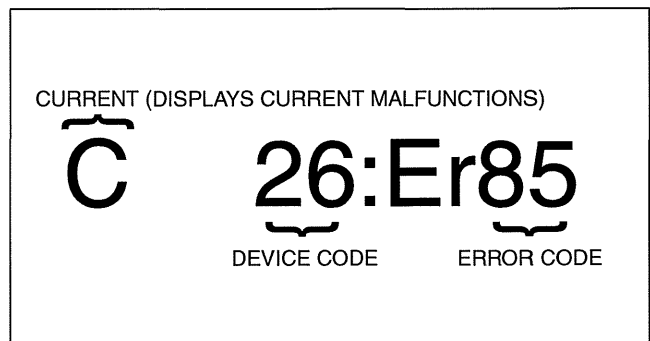 CURRENT (DISPLAYS CURRENT MALFUNCTIONS)
C 26:Er85
DEVICE CODE ERROR CODE